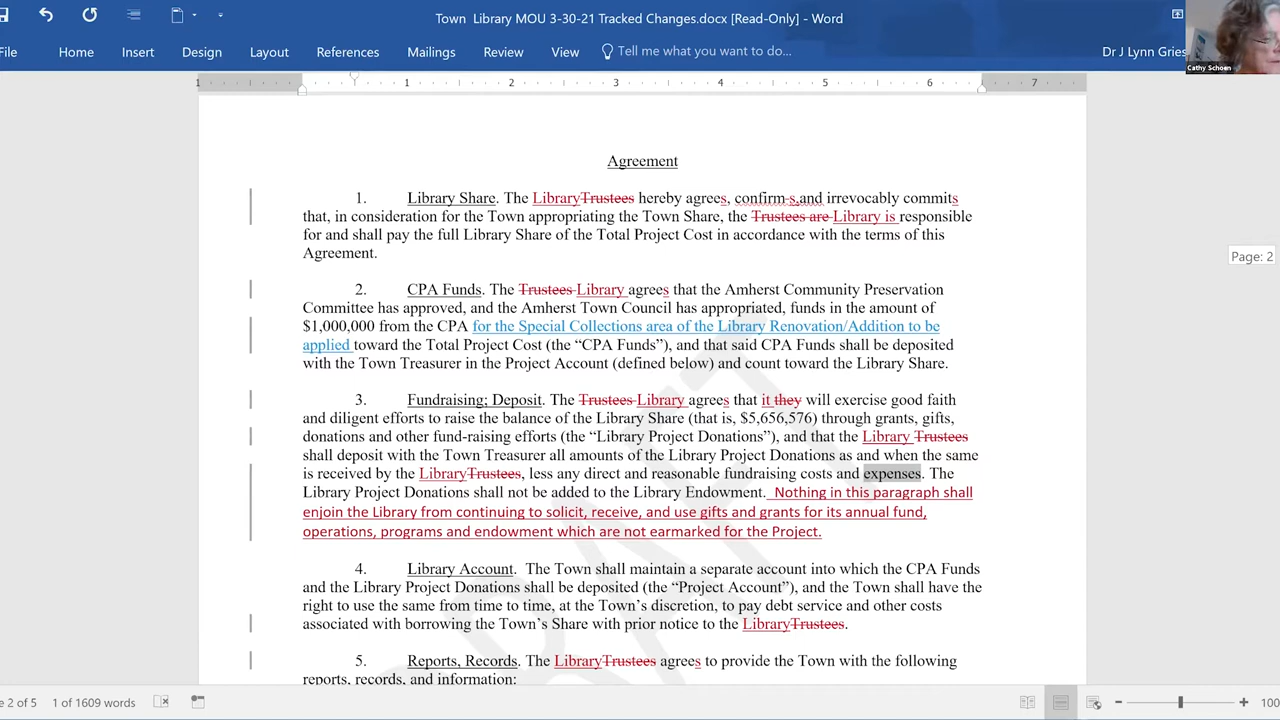 Town Library MOU 3-30-21 Tracked Changes.docx [Read-Only] - Word
File Home Insert Design Layout References Mailings Review View Tell me what you want to do... Dr J Lynn Gries
Cathy Schoen
1 1 2 3 4 5 6 7
Agreement
1. Library Share. The LibraryTrustees hereby agrees, confirm s,and irrevocably commits
that, in consideration for the Town appropriating the Town Share, the Trustees are Library is responsible
for and shall pay the full Library Share of the Total Project Cost in accordance with the terms of this
Agreement.
Page: 2
2. CPA Funds. The Trustees Library agrees that the Amherst Community Preservation
Committee has approved, and the Amherst Town Council has appropriated, funds in the amount of
$1,000,000 from the CPA for the Special Collections area of the Library Renovation/Addition to be
applied toward the Total Project Cost (the “CPA Funds”), and that said CPA Funds shall be deposited
with the Town Treasurer in the Project Account (defined below) and count toward the Library Share.
3. Fundraising; Deposit. The Trustees Library agrees that it they will exercise good faith
and diligent efforts to raise the balance of the Library Share (that is, $5,656,576) through grants, gifts,
donations and other fund-raising efforts (the “Library Project Donations”), and that the Library Trustees
shall deposit with the Town Treasurer all amounts of the Library Project Donations as and when the same
is received by the LibraryTrustees, less any direct and reasonable fundraising costs and expenses. The
Library Project Donations shall not be added to the Library Endowment. Nothing in this paragraph shall
enjoin the Library from continuing to solicit, receive, and use gifts and grants for its annual fund,
operations, programs and endowment which are not earmarked for the Project.
4. Library Account. The Town shall maintain a separate account into which the CPA Funds
and the Library Project Donations shall be deposited (the “Project Account”), and the Town shall have the
right to use the same from time to time, at the Town’s discretion, to pay debt service and other costs
associated with borrowing the Town’s Share with prior notice to the LibraryTrustees.
5. Reports, Records. The LibraryTrustees agrees to provide the Town with the following
reports, records, and information:
DRAFT
e 2 of 5 1 of 1609 words 100